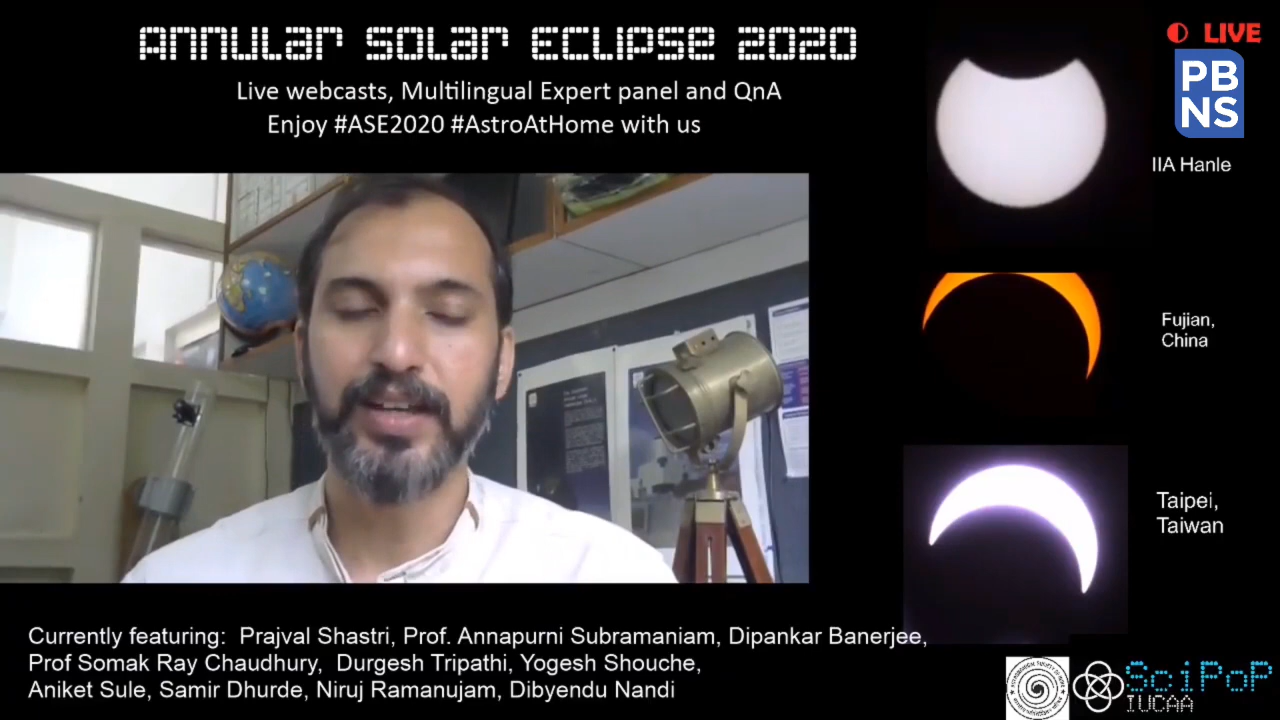 ANNULAR SOLAR ECLIPSE 2020
Live webcasts, Multilingual Expert panel and QnA
Enjoy #ASE2020 #AstroAtHome with us
LIVE
PB
NS
IIA Hanle
Fujian,
China
Taipei,
Taiwan
Currently featuring: Prajval Shastri, Prof. Annapurni Subramaniam, Dipankar Banerjee,
Prof Somak Ray Chaudhury, Durgesh Tripathi, Yogesh Shouche,
Aniket Sule, Samir Dhurde, Niruj Ramanujam, Dibyendu Nandi
SciPoP
IUCAA